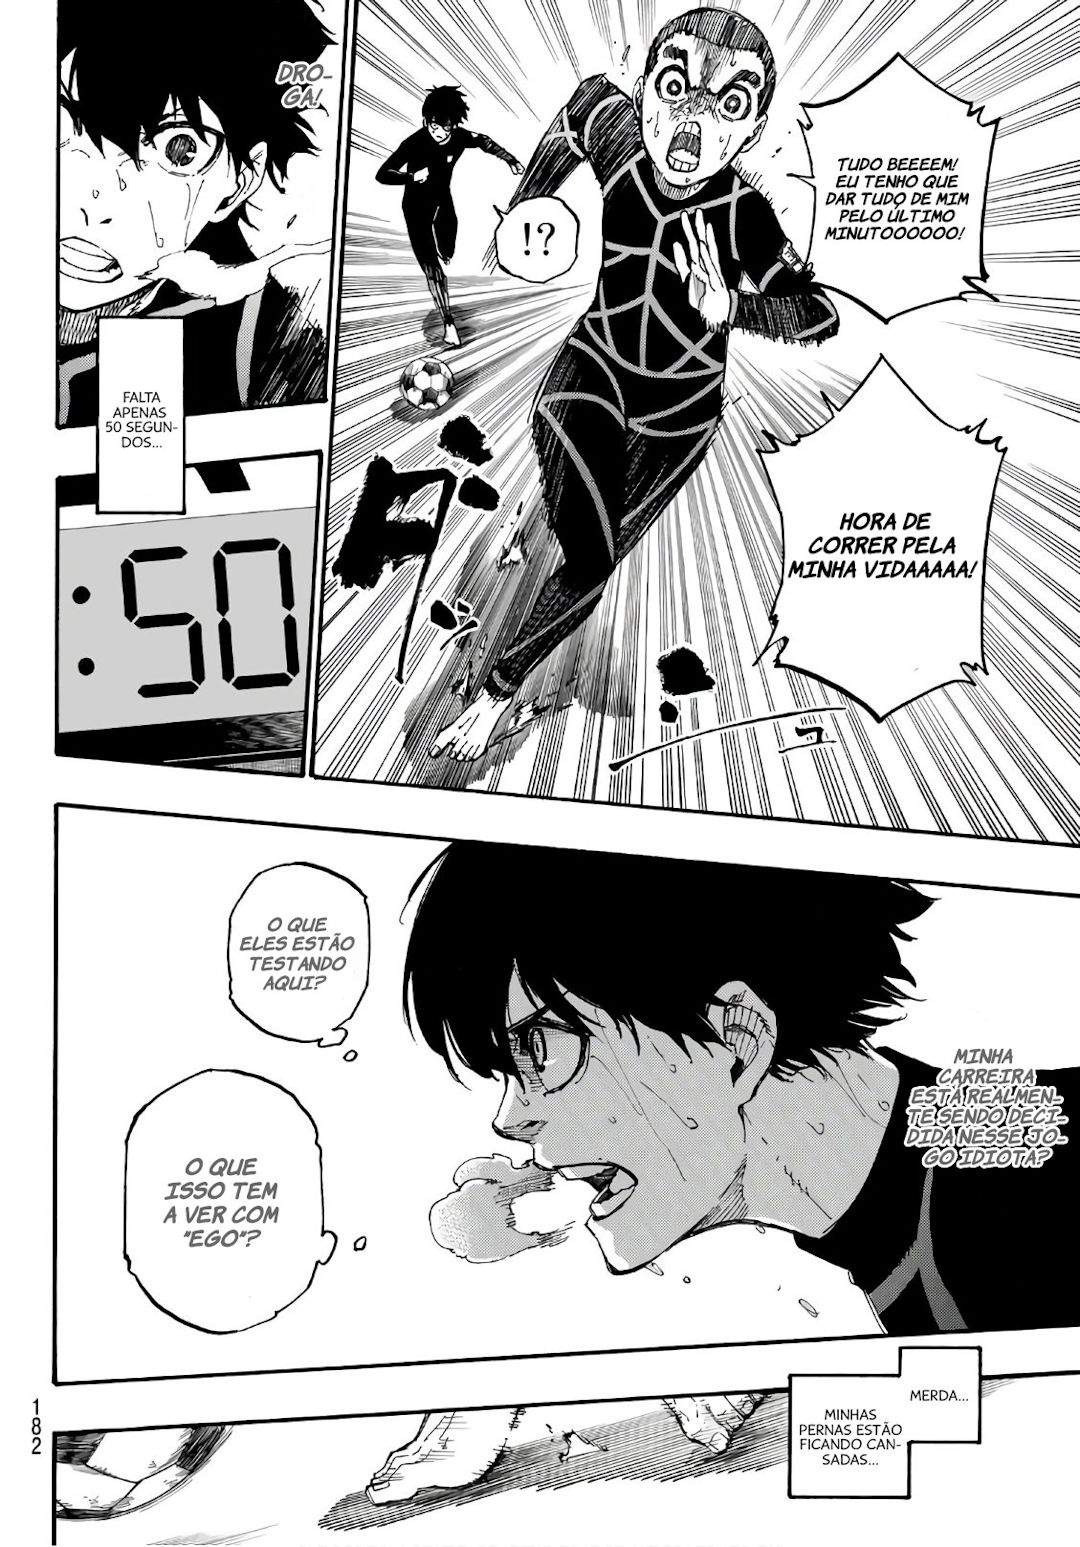 TUDO BEEEEM!
EU TENHO QUE
DAR TUDO DE MIM
PELO ÚLTIMO
MINUTOOOOOO!
!?
HORA DE
CORRER PELA
MINHA VIDAAAAA!
DRO-
GA!
FALTA
APENAS
50 SEGUN-
DOS...
:50
MINHA
CARREIRA
ESTÁ REALMEN-
TE SENDO DECI-
DIDA NESSE JO-
GO IDIOTA?
O QUE
ELES ESTÃO
TESTANDO
AQUI?
O QUE
ISSO TEM
A VER COM
"EGO"?
MERDA...
MINHAS
PERNAS ESTÃO
FICANDO CAN-
SADAS...
182